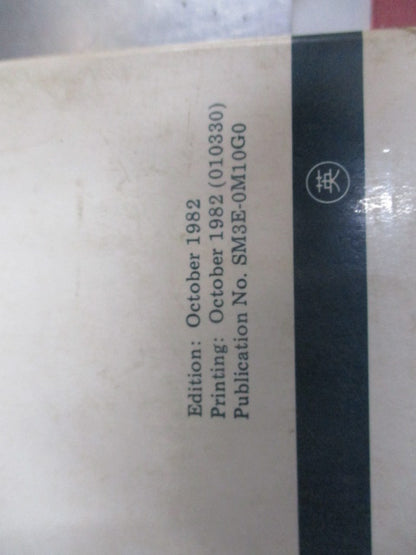 Edition: October 1982
Printing: October 1982 (010330)
Publication No. SM3E-0M10G0
英